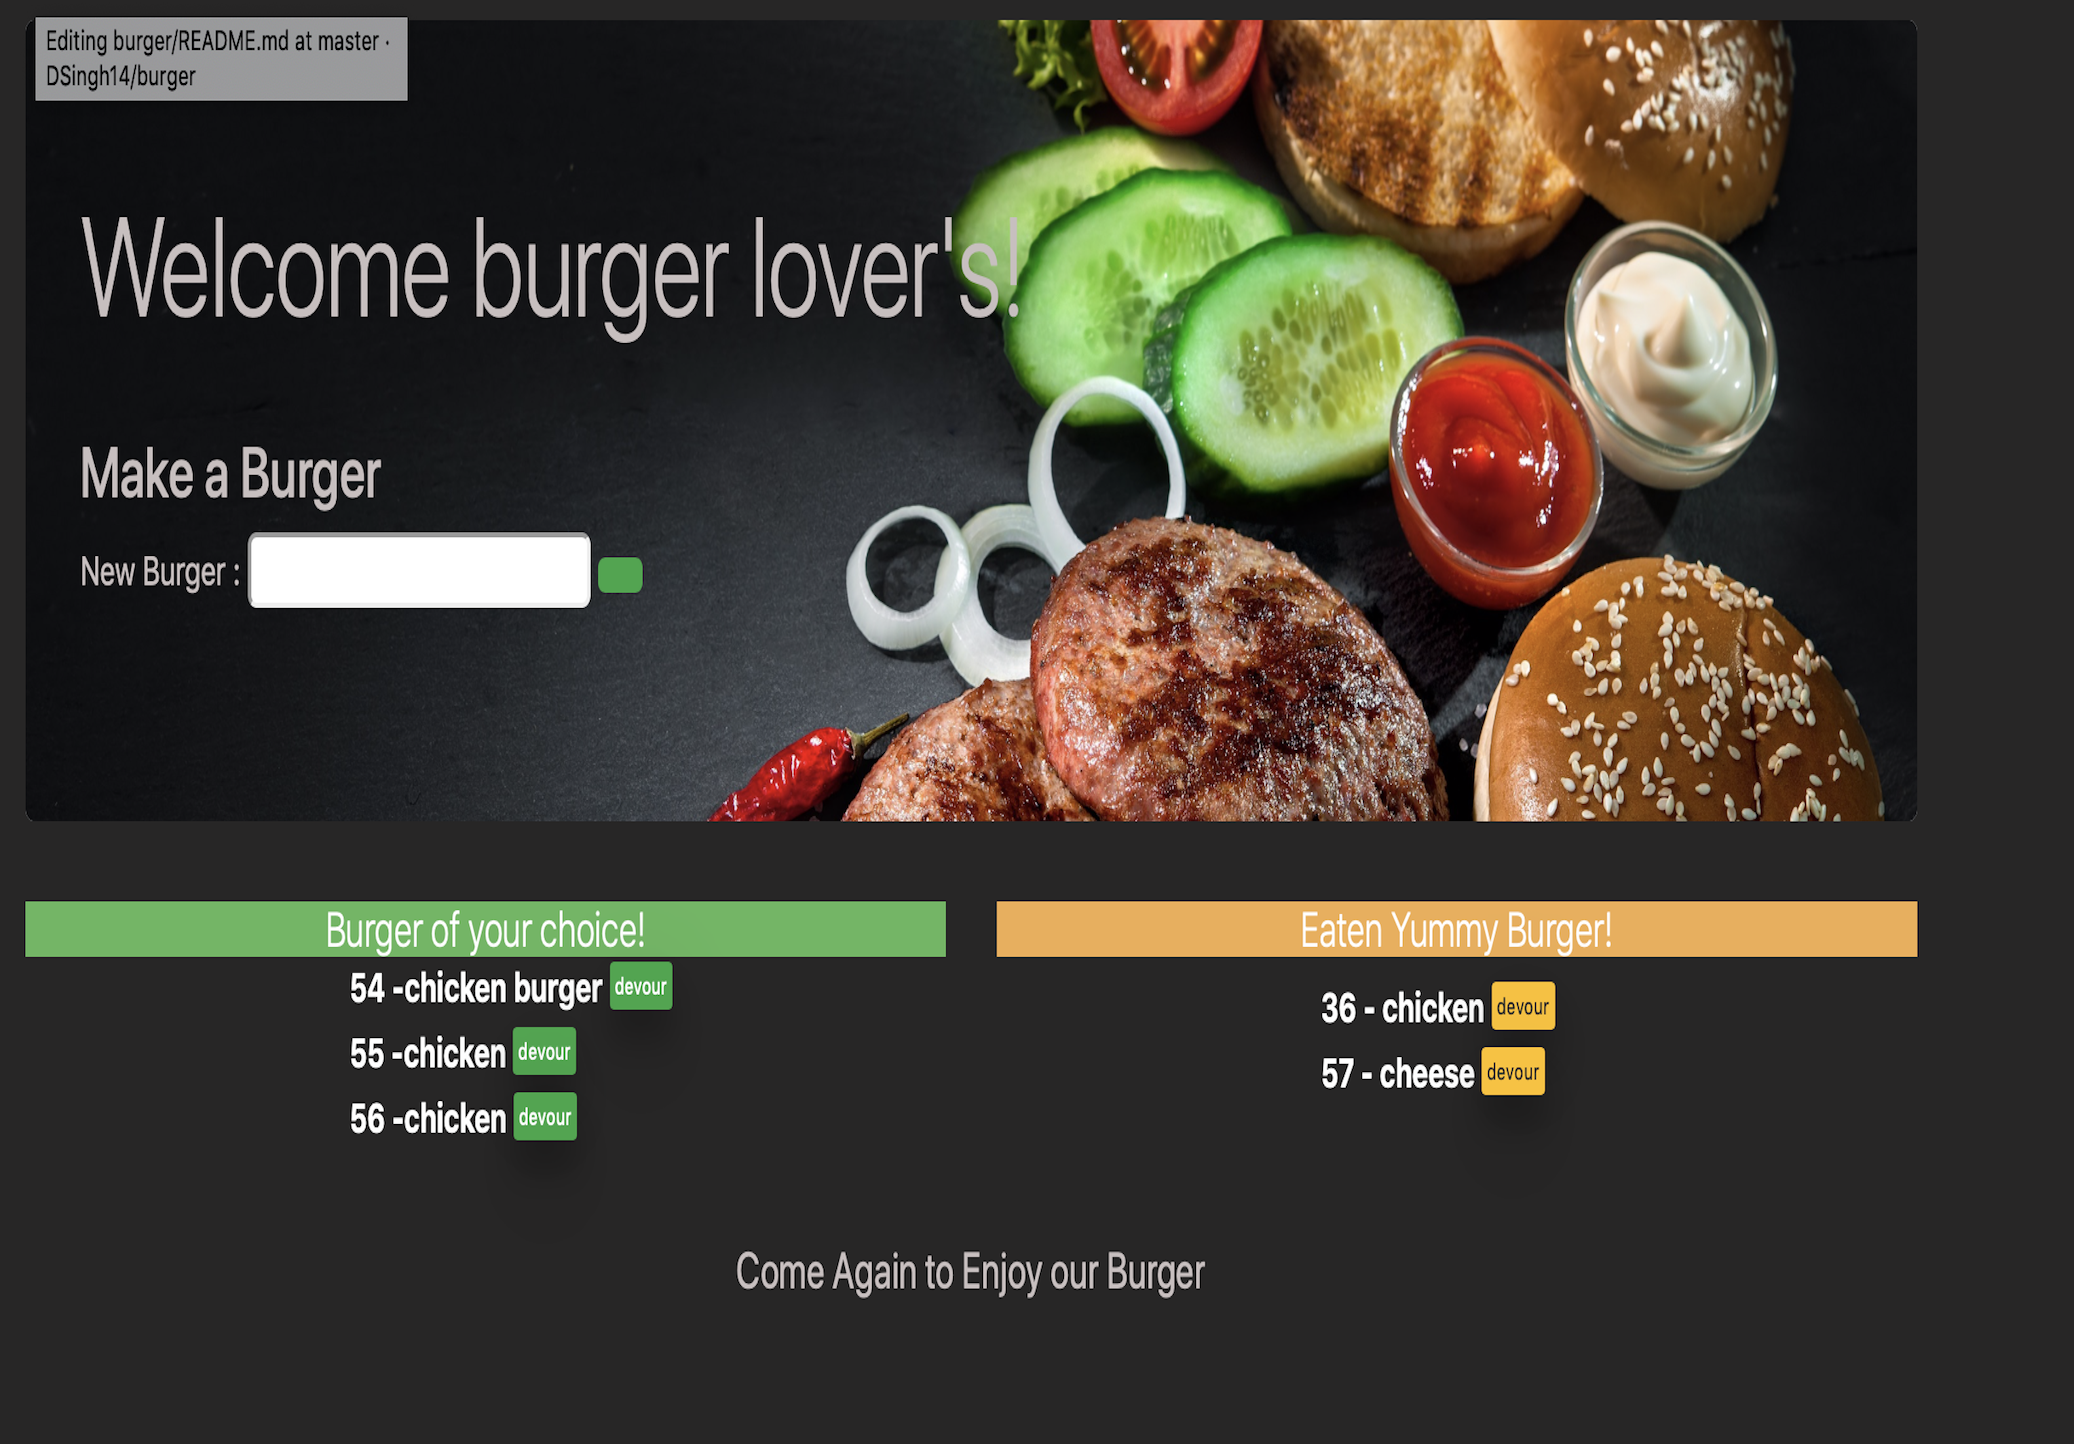 Editing burger/README.md at master ·
DSingh14/burger
Welcome burger lover's!
Make a Burger
New Burger :
Burger of your choice!
54 -chicken burger devour
55 -chicken devour
56 -chicken devour
Eaten Yummy Burger!
36 - chicken devour
57 - cheese devour
Come Again to Enjoy our Burger